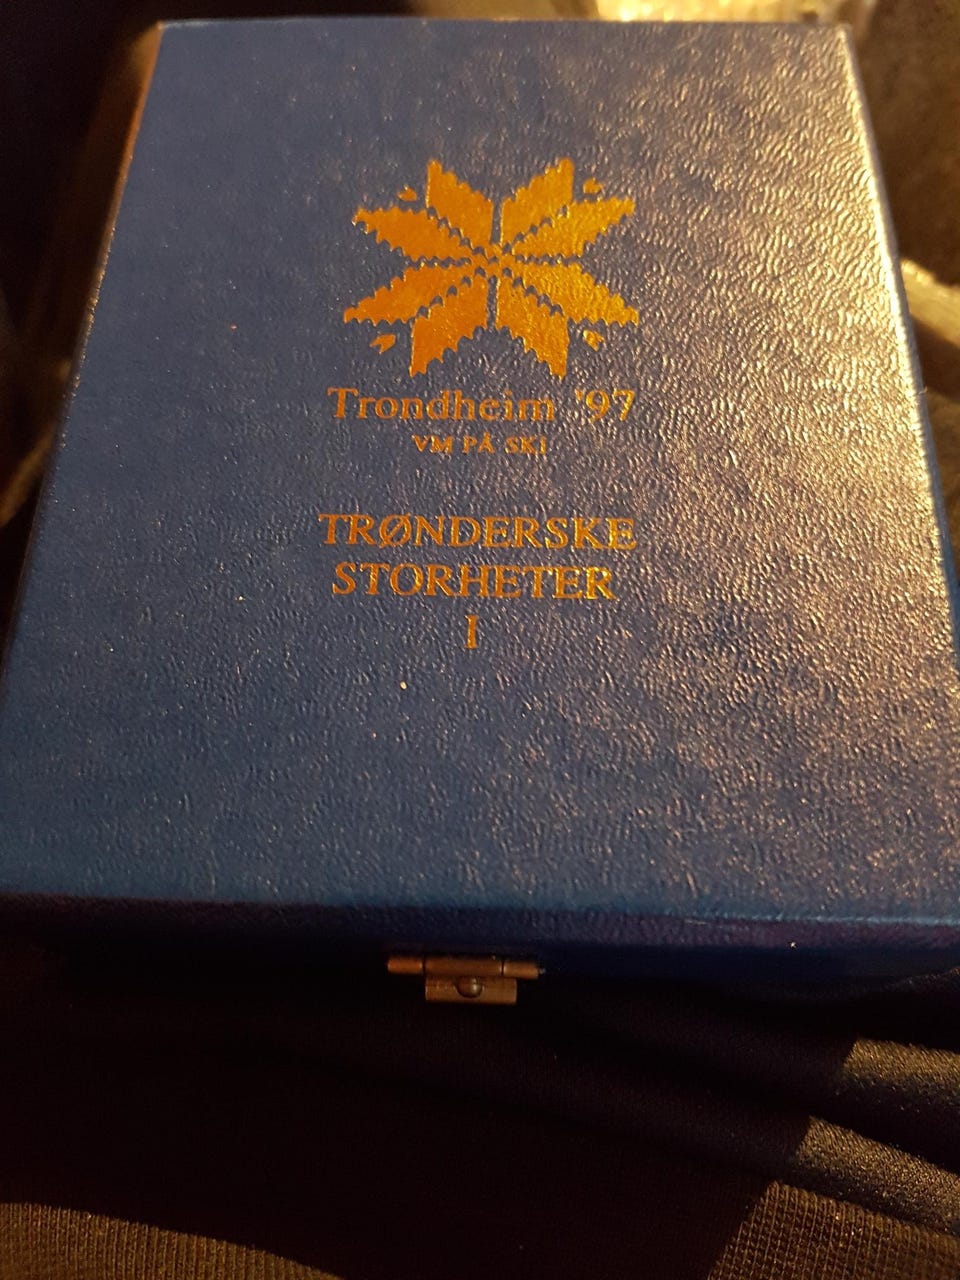 Trondheim '97
VM PÅ SKI
TRØNDERSKE
STORHETER
I